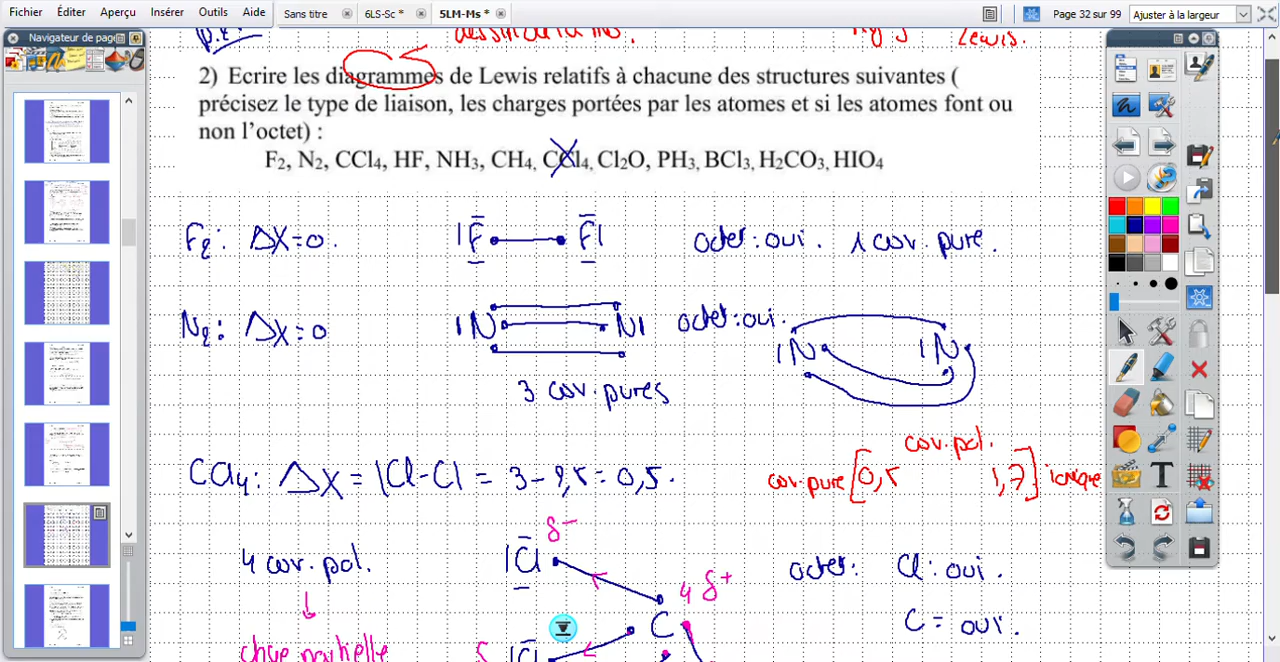 Fichier Éditer Aperçu Insérer Outils Aide
Sans titre
6LS-Sc *
5LM-Ms *
Page 32 sur 99
Ajuster à la largeur
Navigateur de page
Lewis.
2) Ecrire les diagrammes de Lewis relatifs à chacune des structures suivantes (
précisez le type de liaison, les charges portées par les atomes et si les atomes font ou
non l'octet) :
F₂, N₂, CCl₄, HF, NH₃, CH₄, CCl₄, Cl₂O, PH₃, BCl₃, H₂CO₃, HIO₄
F₂: ΔX=0. |F F| octet: oui. 1 cov. pure.
N₂: ΔX=0 |N N| octet: oui. |N |N
3 cov. pures
cov. pol.
CCl₄: ΔX = |Cl-C| = 3 - 2,5 = 0,5. cov. pure [0,5 1,7] ionique
δ-
4 cov. pol. |Cl 4 δ+ octet: Cl: oui.
C C = oui.
|Cl